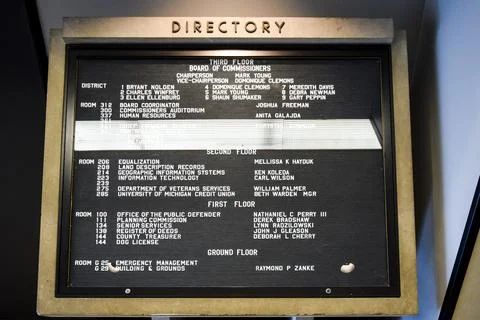 DIRECTORY
THIRD FLOOR
BOARD OF COMMISSIONERS
CHAIRPERSON MARK YOUNG
VICE-CHAIRPERSON DOMONIQUE CLEMONS
DISTRICT 1 BRYANT NOLDEN 4 DOMONIQUE CLEMONS 7 MEREDITH DAVIS
2 CHARLES WINFREY 5 MARK YOUNG 8 DEBRA NEWMAN
3 ELLEN ELLENBURG 6 SHAUN SHUMAKER 9 GARY PEPPIN
ROOM 312 BOARD COORDINATOR JOSHUA FREEMAN
300 COMMISSIONERS AUDITORIUM
337 HUMAN RESOURCES ANITA GALAJDA
SECOND FLOOR
ROOM 206 EQUALIZATION MELLISSA K HAYDUK
208 LAND DESCRIPTION RECORDS
214 GEOGRAPHIC INFORMATION SYSTEMS KEN KOLEDA
223 INFORMATION TECHNOLOGY CARL WILSON
239
275 DEPARTMENT OF VETERANS SERVICES WILLIAM PALMER
285 UNIVERSITY OF MICHIGAN CREDIT UNION BETH WARDEN MGR
FIRST FLOOR
ROOM 100 OFFICE OF THE PUBLIC DEFENDER NATHANIEL C PERRY III
111 PLANNING COMMISSION DEREK BRADSHAW
134 SENIOR SERVICES LYNN RADZILOWSKI
138 REGISTER OF DEEDS JOHN J GLEASON
144 COUNTY TREASURER DEBORAH L CHERRY
144 DOG LICENSE
GROUND FLOOR
ROOM G 25 EMERGENCY MANAGEMENT
G 29 BUILDING & GROUNDS RAYMOND P ZANKE